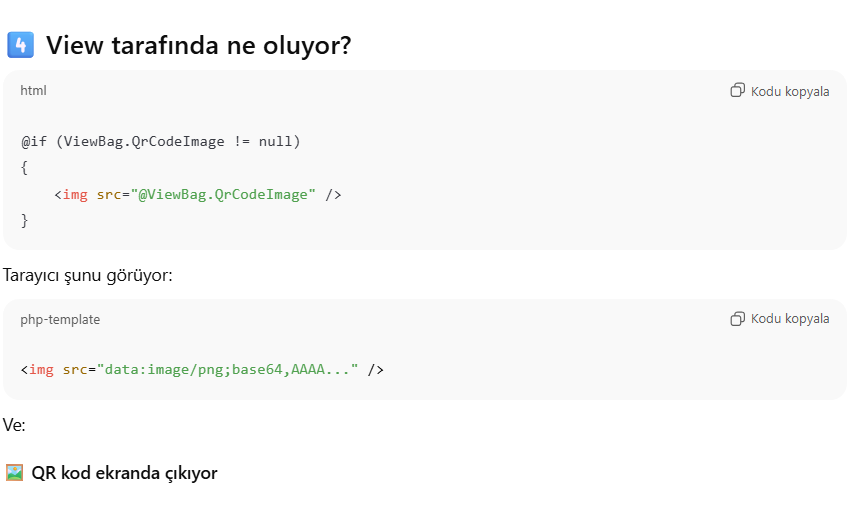 4 View tarafında ne oluyor?
html
Kodu kopyala
@if (ViewBag.QrCodeImage != null)
{
    <img src="@ViewBag.QrCodeImage" />
}
Tarayıcı şunu görüyor:
php-template
Kodu kopyala
<img src="data:image/png;base64,AAAA..." />
Ve:
QR kod ekranda çıkıyor